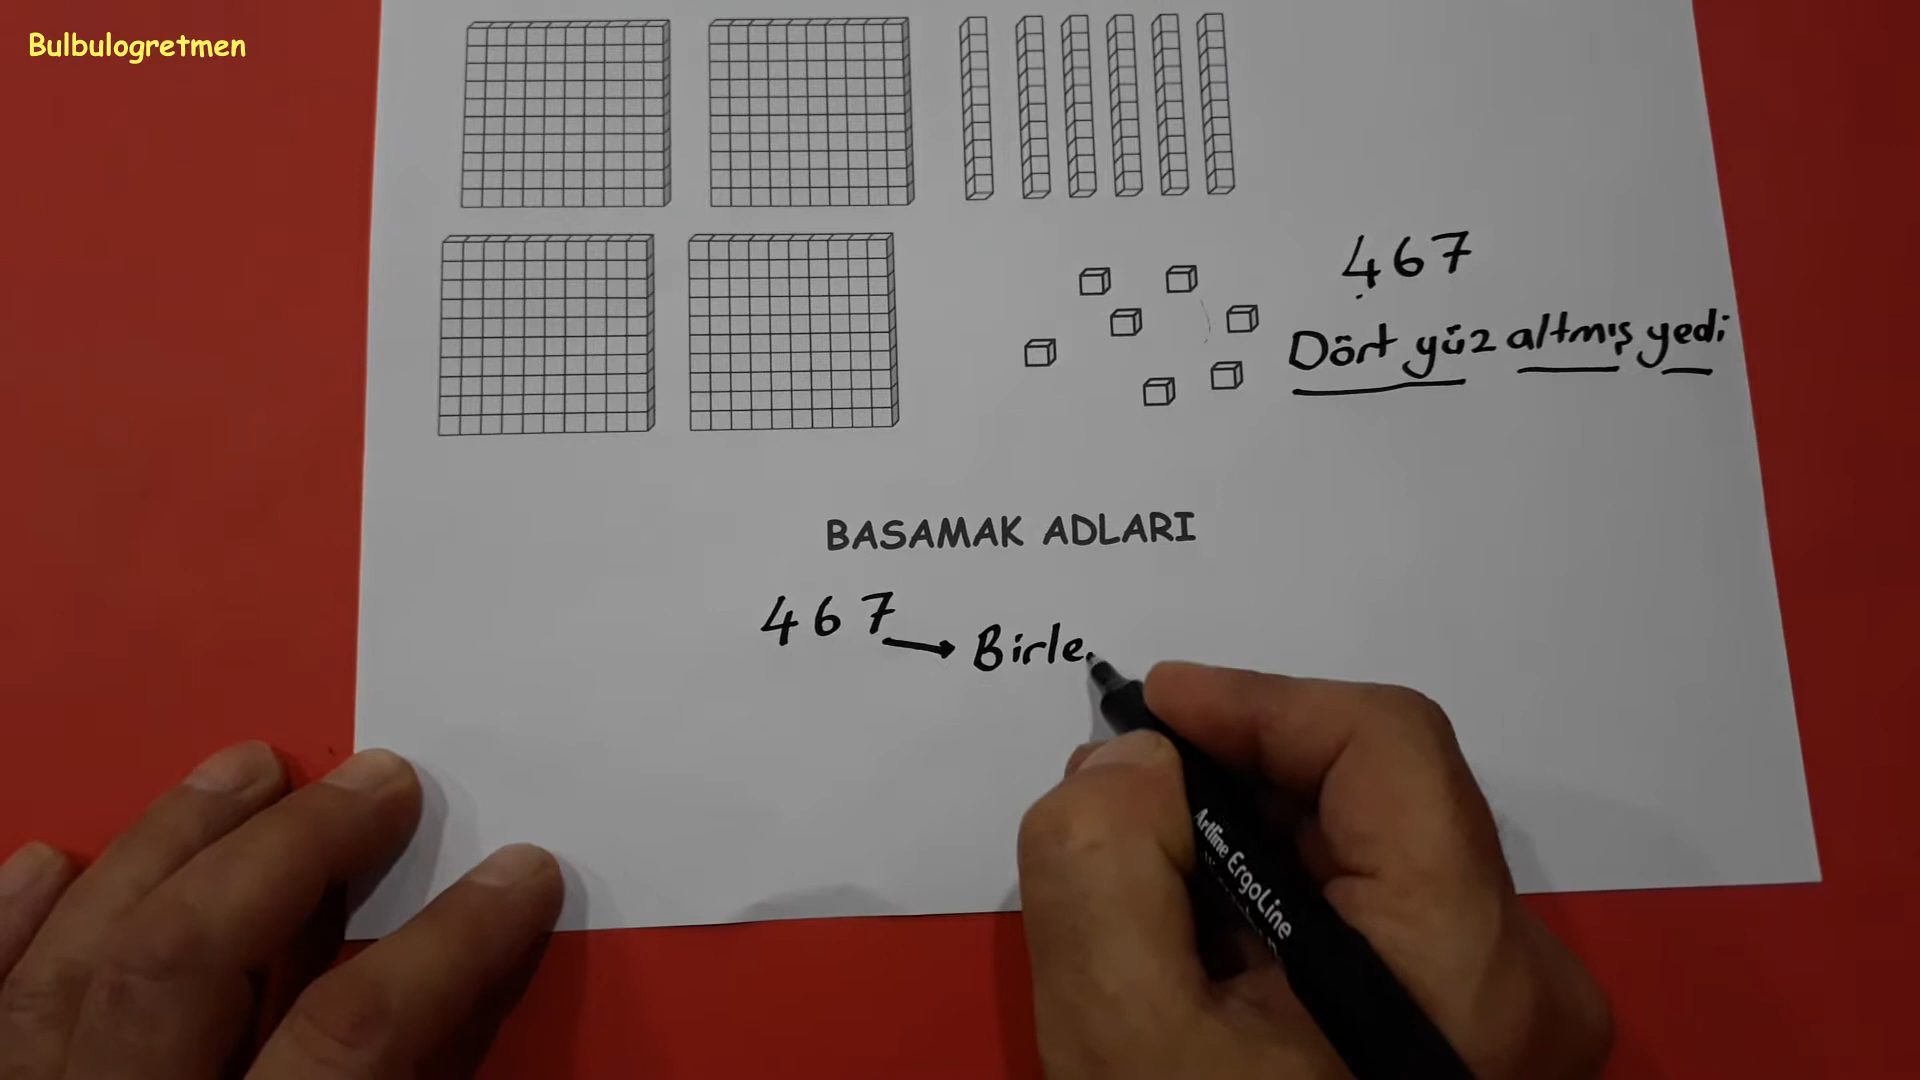 Bulbulogretmen
467
Dört yüz altmış yedi
BASAMAK ADLARI
467 → Birle
Artline ErgoLine